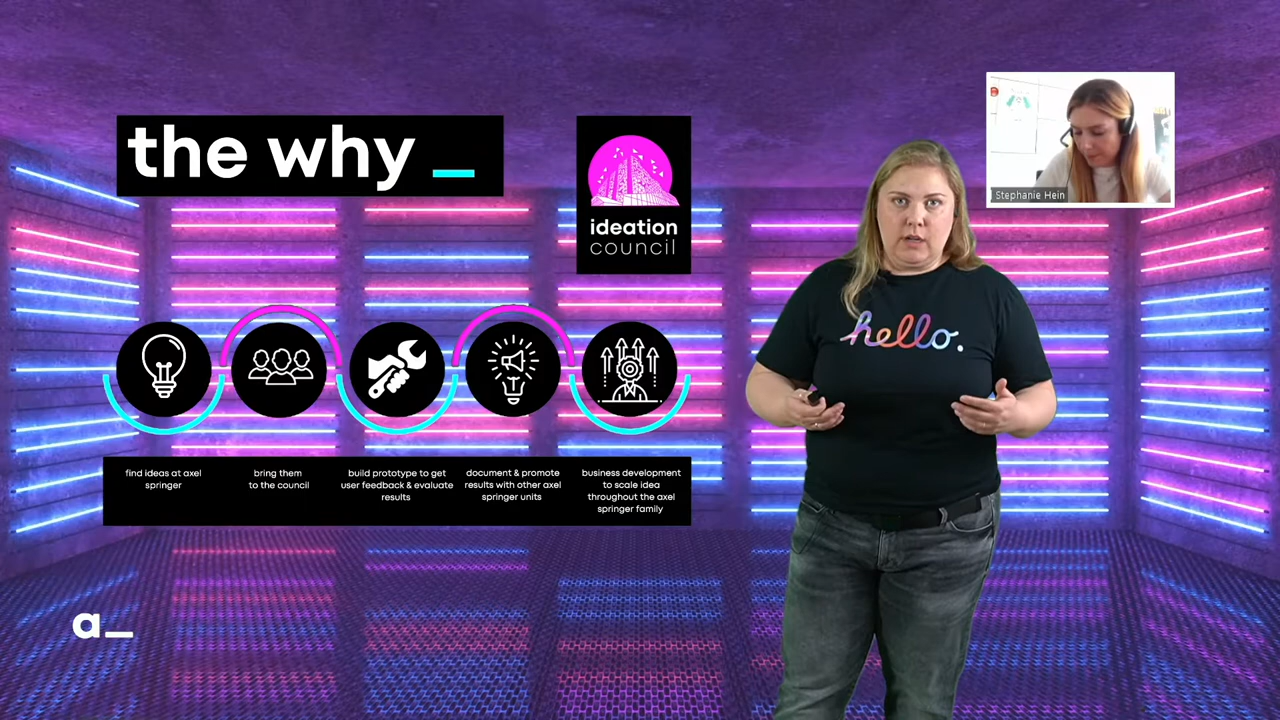 the why _
ideation
council
Stephanie Hein
hello.
find ideas at axel
springer
bring them
to the council
build prototype to get
user feedback & evaluate
results
document & promote
results with other axel
springer units
business development
to scale idea
throughout the axel
springer family
a_